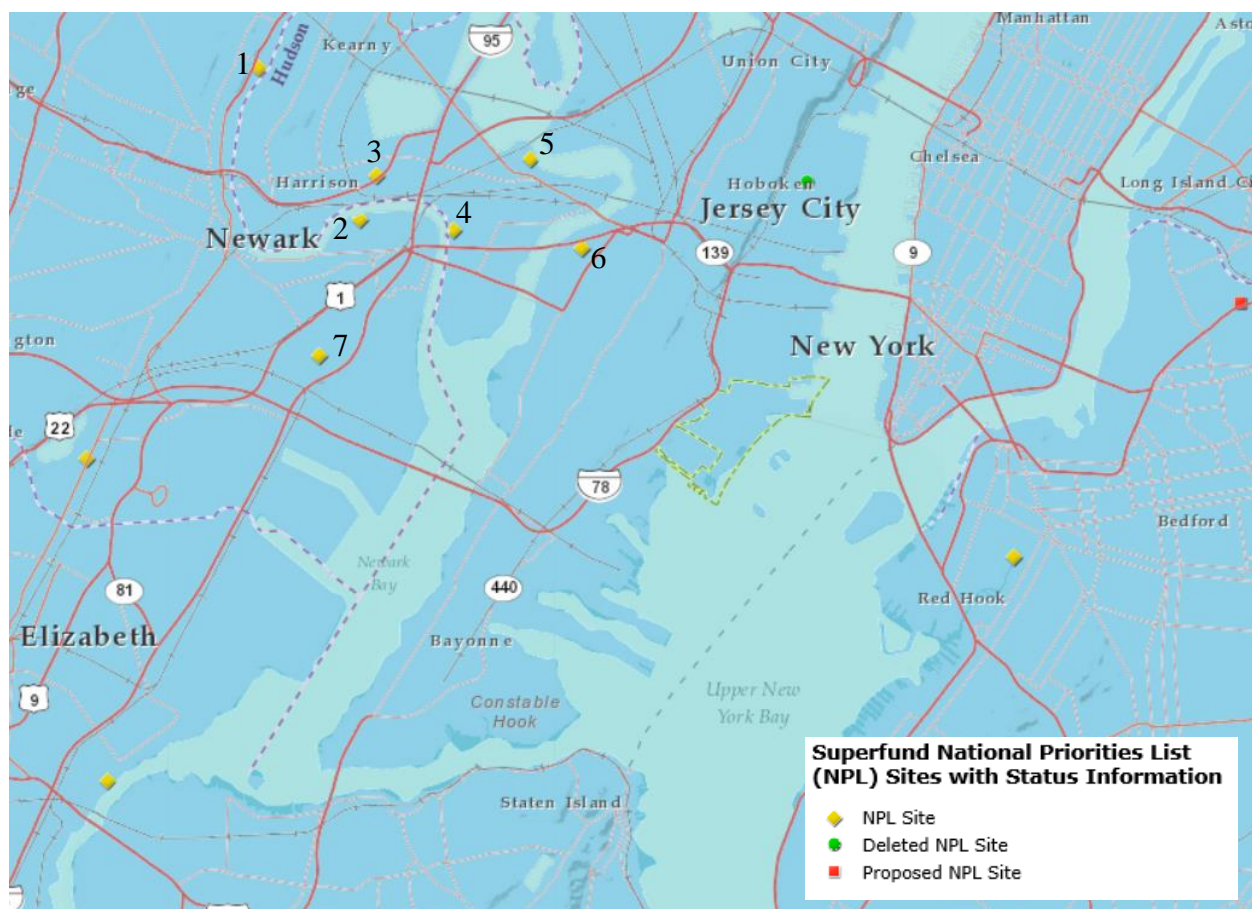 Manhattan
Asto
95
Kearny
Hudson
1
Union City
ge
5
Chelsea
3
Harrison
Hoboken
Long Island Ci
Jersey City
2
4
Newark
6
139
9
1
gton
7
New York
22
le
78
Bedford
Newark
Bay
440
81
Red Hook
Elizabeth
Bayonne
9
Constable
Hook
Upper New
York Bay
Staten Island
Superfund National Priorities List
(NPL) Sites with Status Information
NPL Site
Deleted NPL Site
Proposed NPL Site